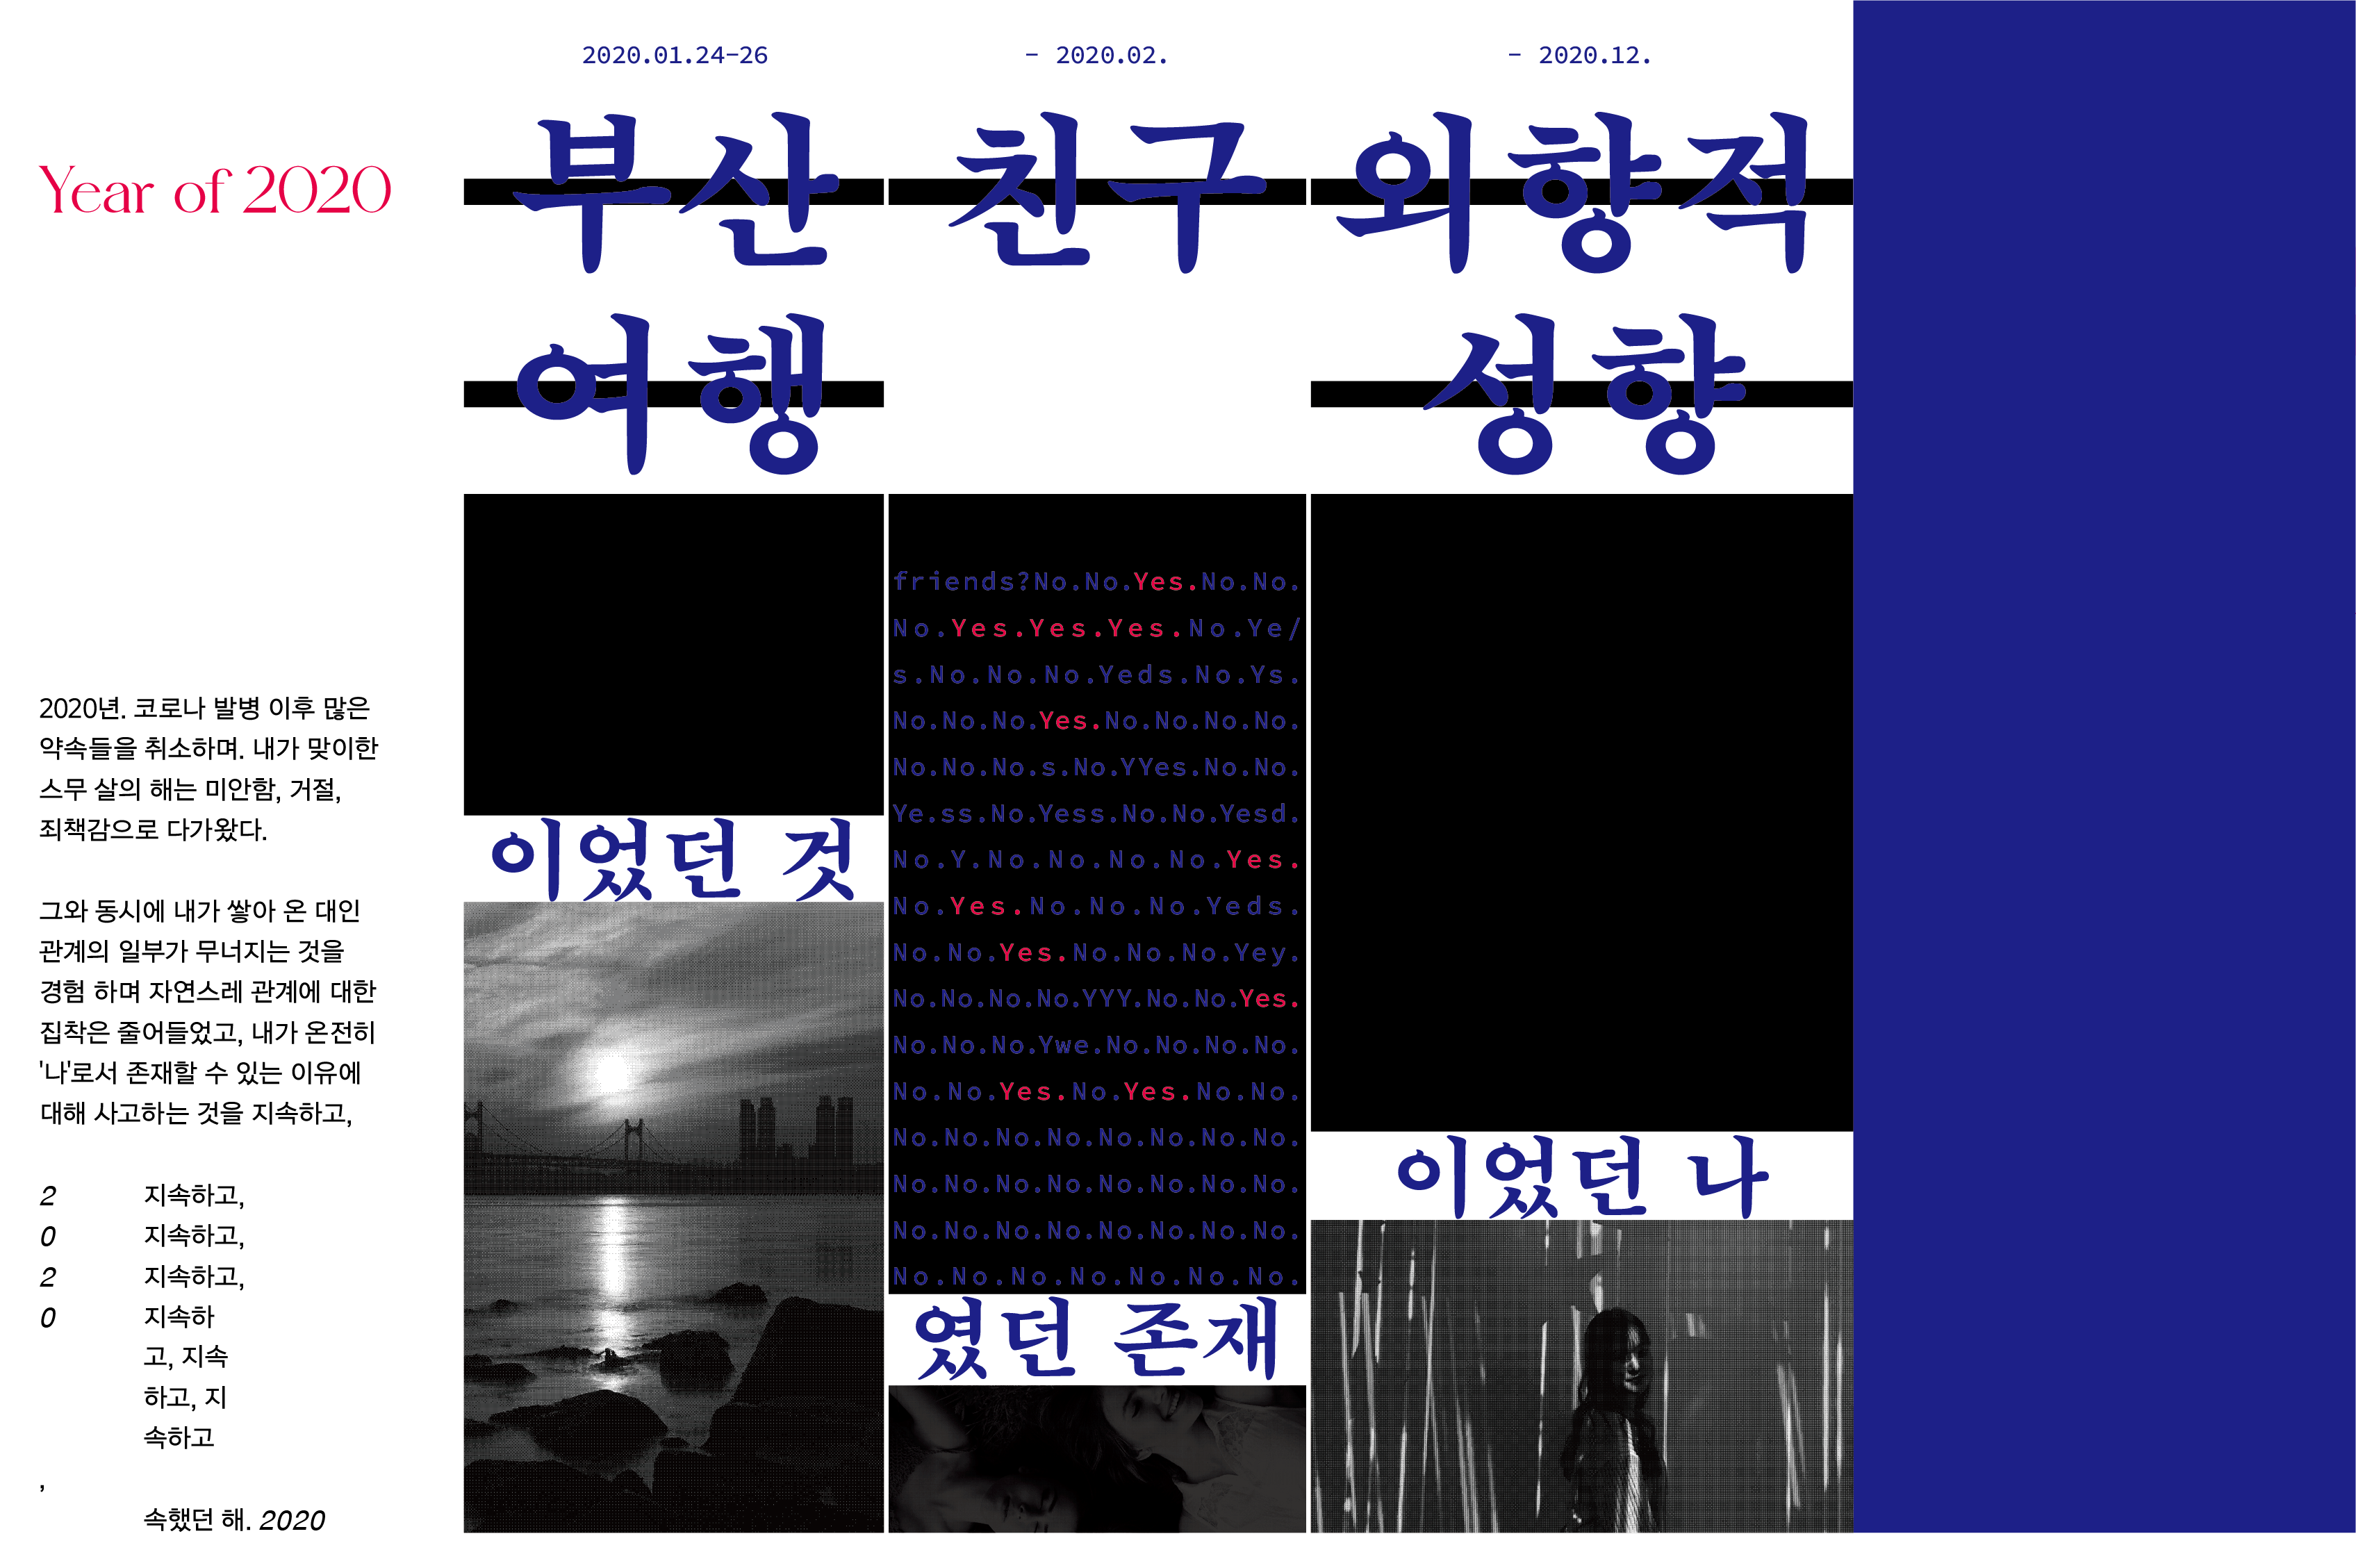 Year of 2020
2020년. 코로나 발병 이후 많은
약속들을 취소하며. 내가 맞이한
스무 살의 해는 미안함, 거절,
죄책감으로 다가왔다.
그와 동시에 내가 쌓아 온 대인
관계의 일부가 무너지는 것을
경험 하며 자연스레 관계에 대한
집착은 줄어들었고, 내가 온전히
'나'로서 존재할 수 있는 이유에
대해 사고하는 것을 지속하고,
2 지속하고,
0 지속하고,
2 지속하고,
0 지속하
고, 지속
하고, 지
속하고
,
속했던 해. 2020
2020.01.24-26
부산
여행
이었던 것
- 2020.02.
친구
friends?No.No.Yes.No.No.
No.Yes.Yes.Yes.No.Ye/
s.No.No.No.Yeds.No.Ys.
No.No.No.Yes.No.No.No.No.
No.No.No.s.No.YYes.No.No.
Ye.ss.No.Yess.No.No.Yesd.
No.Y.No.No.No.No.Yes.
No.Yes.No.No.No.Yeds.
No.No.Yes.No.No.No.Yey.
No.No.No.No.YYY.No.No.Yes.
No.No.No.Ywe.No.No.No.No.
No.No.Yes.No.Yes.No.No.
No.No.No.No.No.No.No.No.
No.No.No.No.No.No.No.No.
No.No.No.No.No.No.No.No.
No.No.No.No.No.No.No.
였던 존재
- 2020.12.
외향적
성향
이었던 나